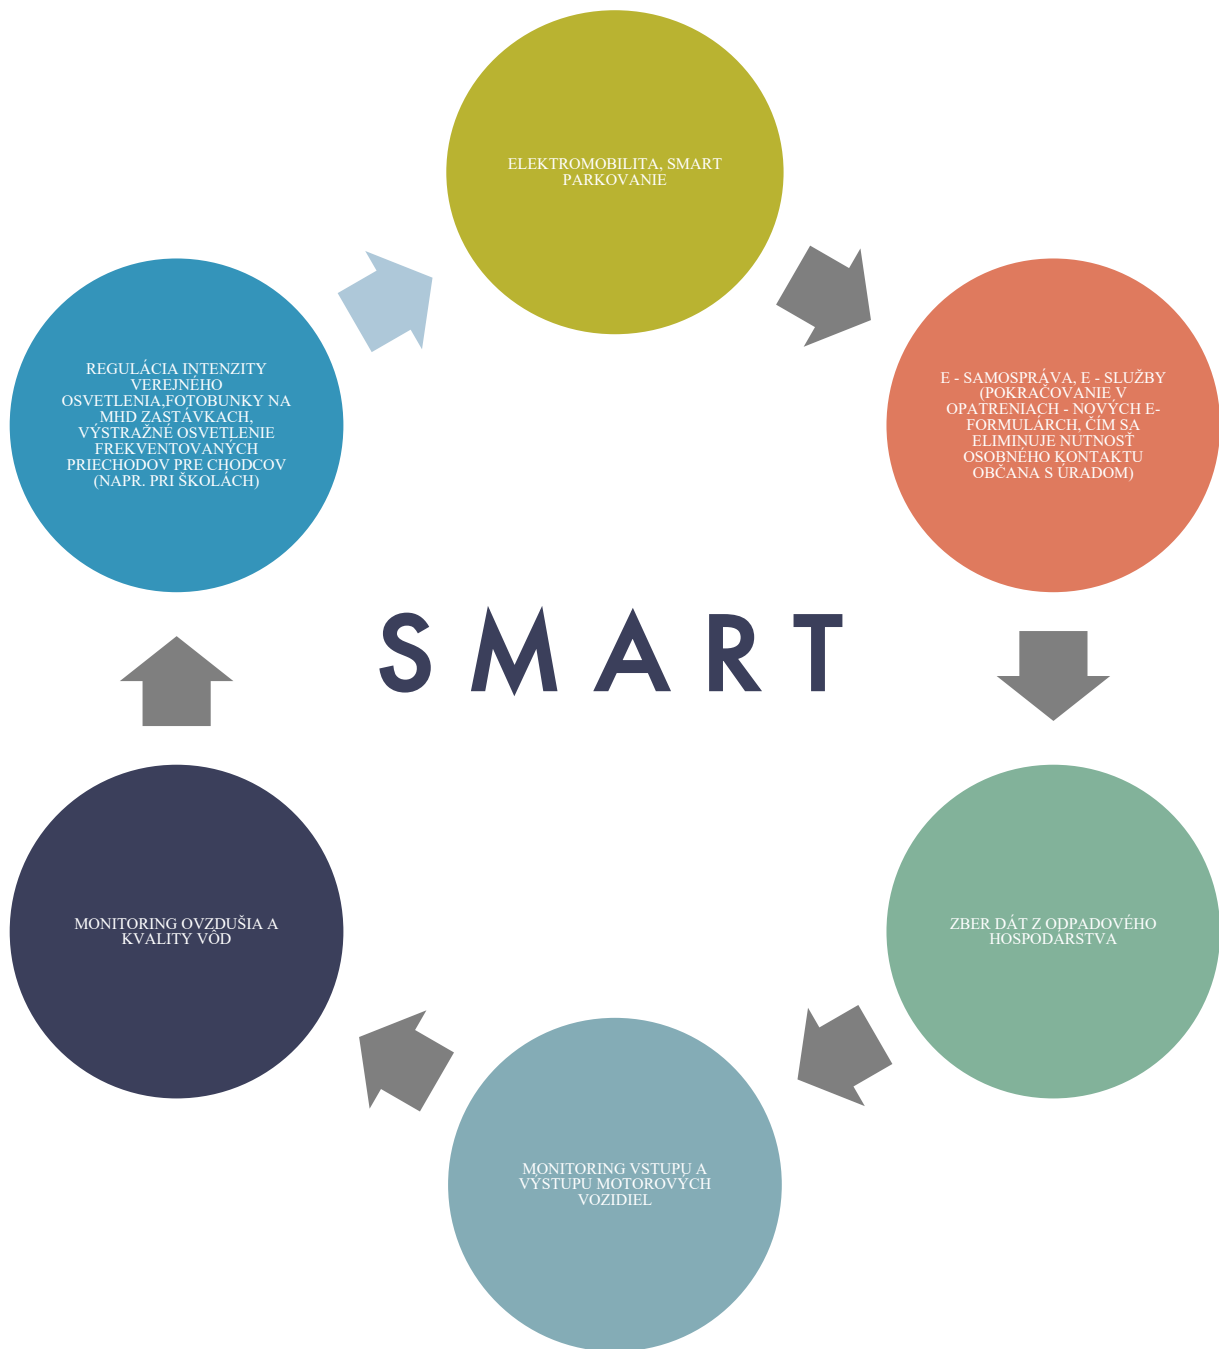 ELEKTROMOBILITA, SMART
PARKOVANIE
E - SAMOSPRÁVA, E - SLUŽBY
(POKRAČOVANIE V
OPATRENIACH - NOVÝCH E-
FORMULÁRCH, ČÍM SA
ELIMINUJE NUTNOSŤ
OSOBNÉHO KONTAKTU
OBČANA S ÚRADOM)
ZBER DÁT Z ODPADOVÉHO
HOSPODÁRSTVA
MONITORING VSTUPU A
VÝSTUPU MOTOROVÝCH
VOZIDIEL
MONITORING OVZDUŠIA A
KVALITY VÔD
REGULÁCIA INTENZITY
VEREJNÉHO
OSVETLENIA,FOTOBUNKY NA
MHD ZASTÁVKACH,
VÝSTRAŽNÉ OSVETLENIE
FREKVENTOVANÝCH
PRIECHODOV PRE CHODCOV
(NAPR. PRI ŠKOLÁCH)
SMART